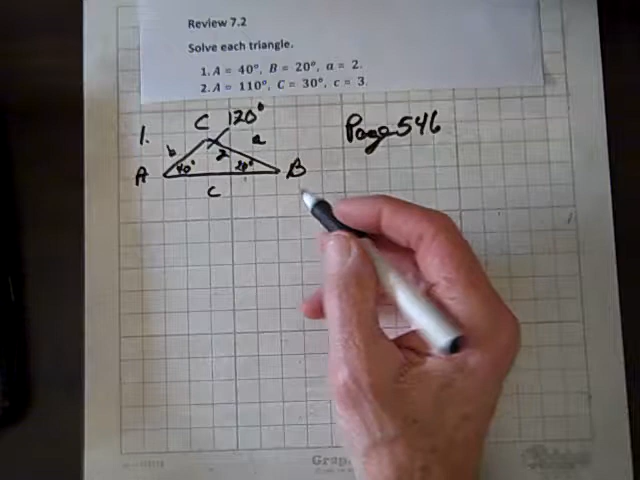 Review 7.2
Solve each triangle.
1. A = 40°, B = 20°, a = 2.
2. A = 110°, C = 30°, c = 3.
1. C 120° Page 546
b a
2
A 40° 20° B
c